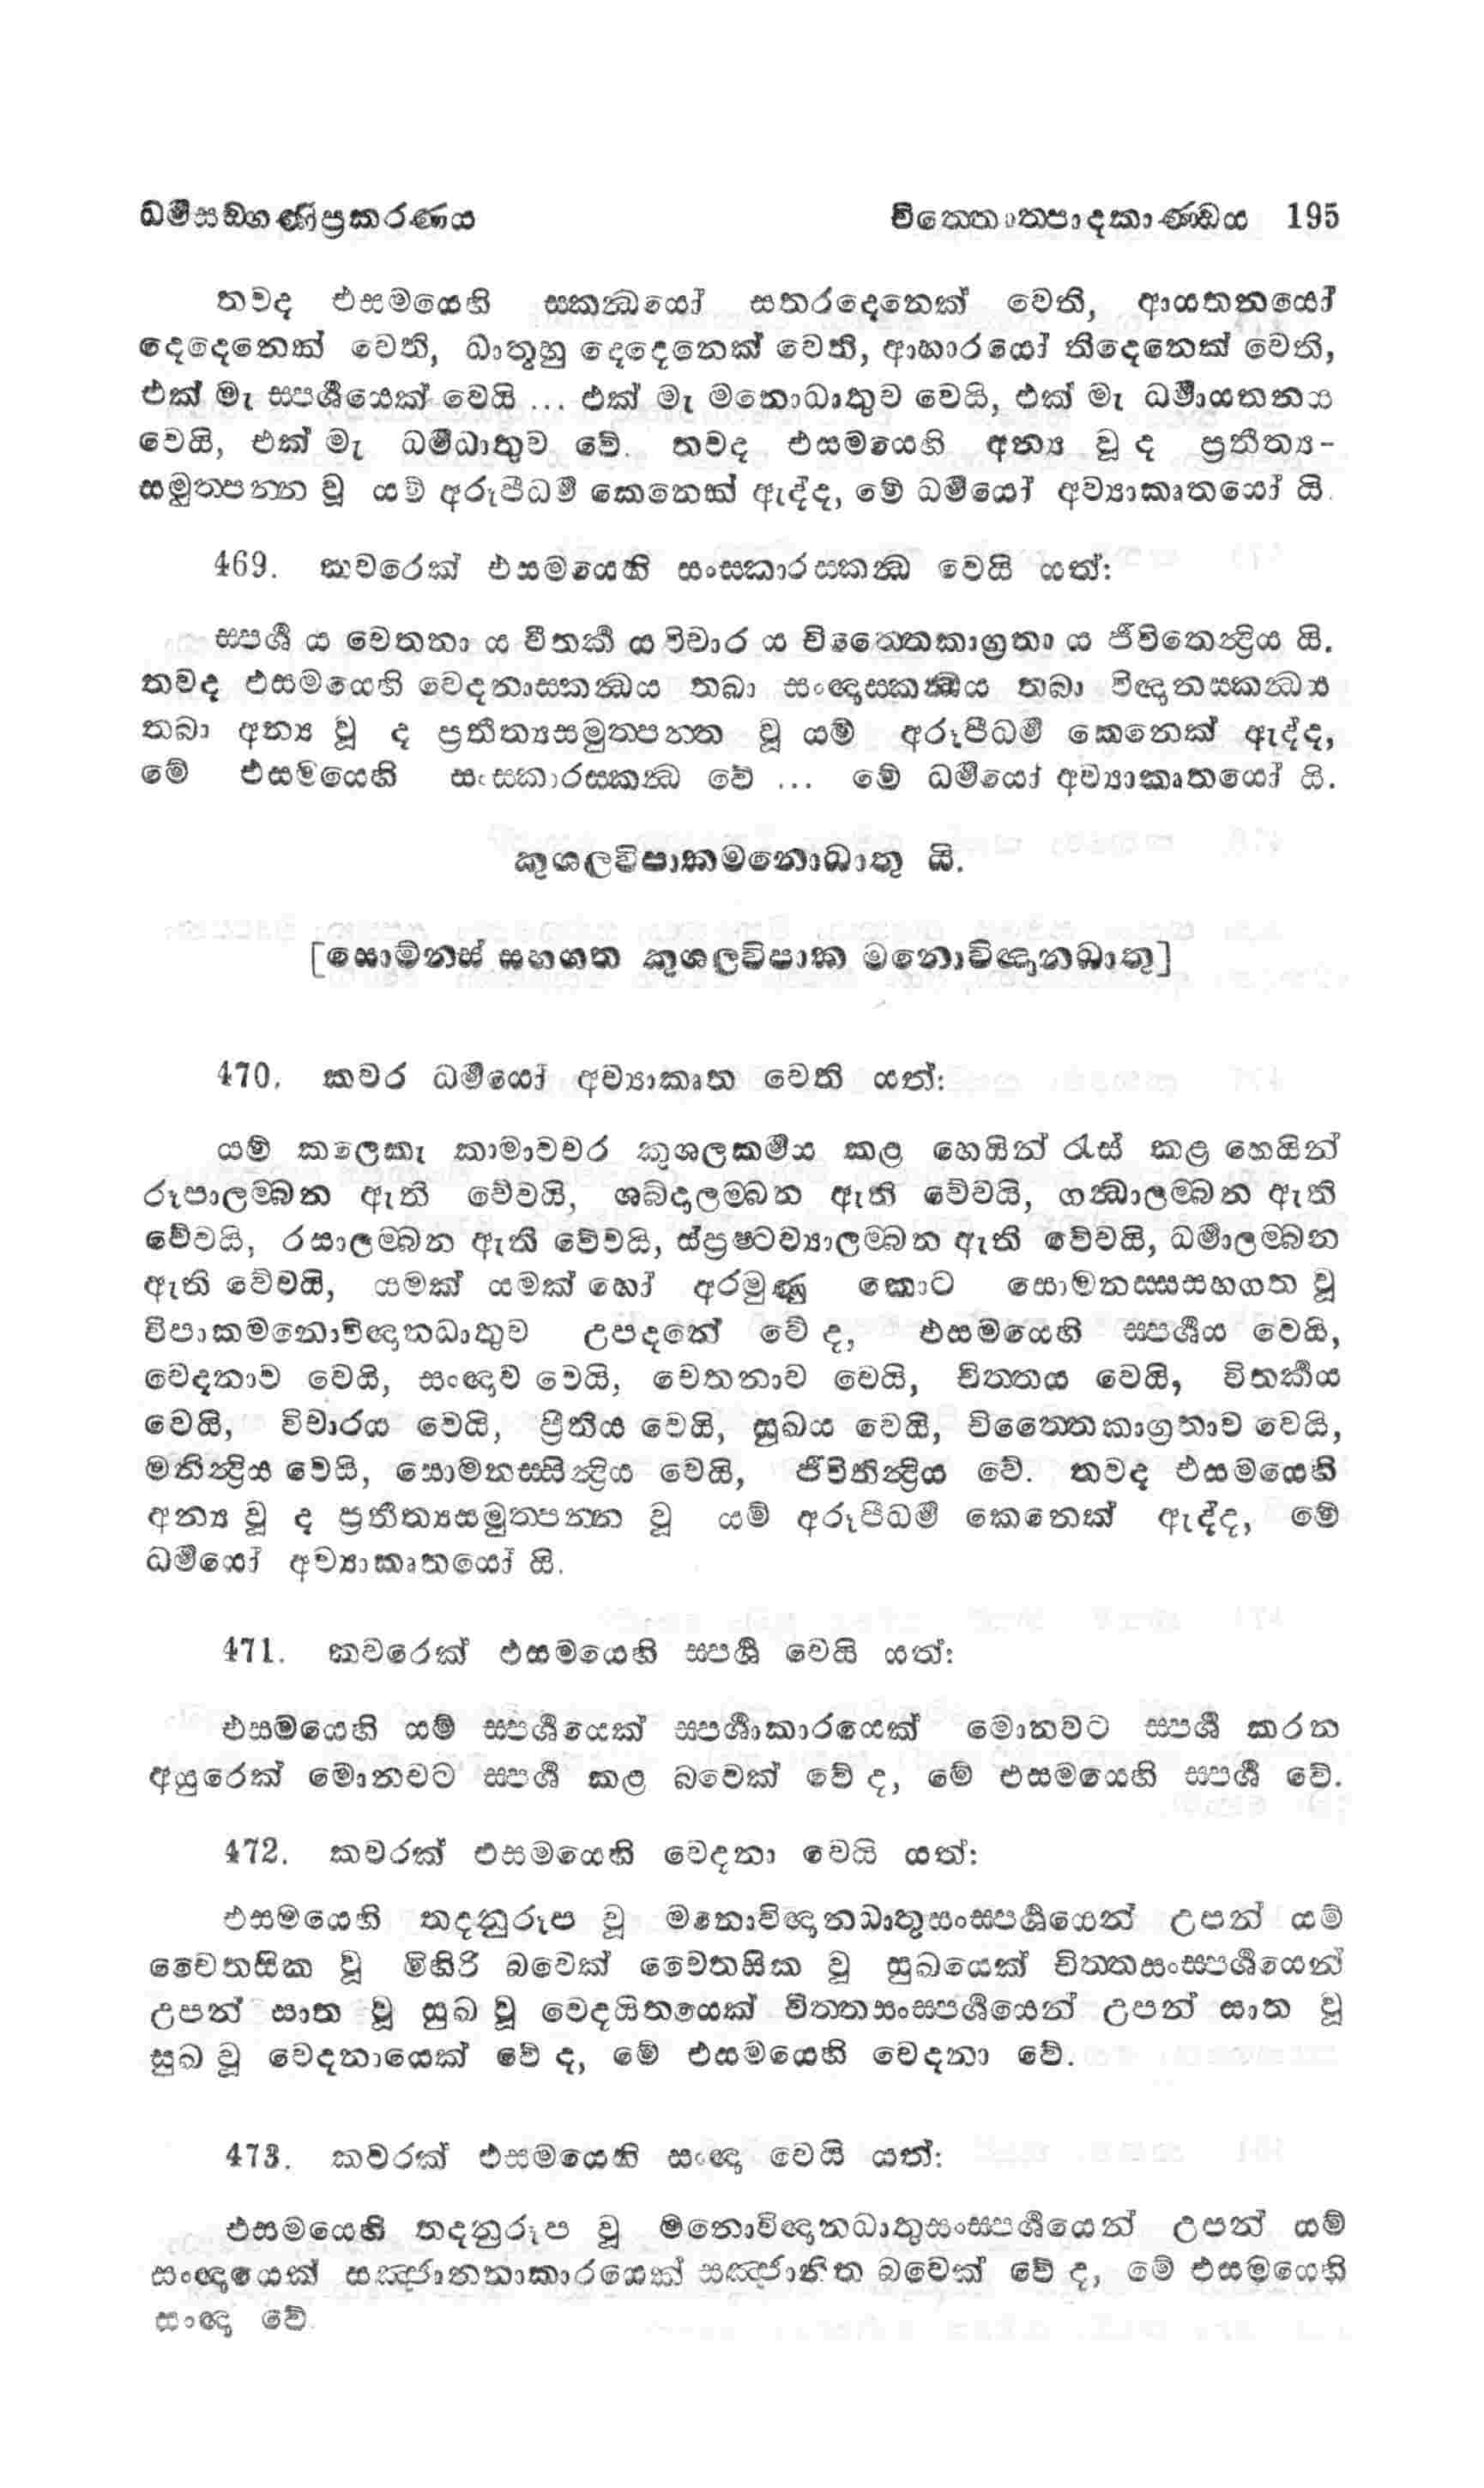 ධර්මසඞ්ගණිප්‍රකරණය චිත්තොත්පාදකාණ්ඩය 195
තවද එසමයෙහි ස්කන්ධයෝ සතරදෙනෙක් වෙති, ආයතනයෝ
දෙදෙනෙක් වෙති, ධාතූහු දෙදෙනෙක් වෙති, ආහාරයෝ තිදෙනෙක් වෙති,
එක් මැ ස්පර්ශයෙක් වෙයි ... එක් මැ මනොධාතුව වෙයි, එක් මැ ධර්මායතනය
වෙයි, එක් මැ ධර්මධාතුව වේ. තවද එසමයෙහි අන්‍ය වූ ද ප්‍රතීත්‍ය-
සමුත්පන්න වූ යම් අරූපීධර්ම කෙනෙක් ඇද්ද, මේ ධර්මයෝ අව්‍යාකෘතයෝ යි.
469. කවරෙක් එසමයෙහි සංස්කාරස්කන්ධ වෙයි යත්:
ස්පර්ශ ය චෙතනා ය විතර්ක ය විචාර ය චිත්තෛකාග්‍රතා ය ජීවිතෙන්ද්‍රිය යි.
තවද එසමයෙහි වෙදනාස්කන්ධය තබා සංඥාස්කන්ධය තබා විඥානස්කන්ධය
තබා අන්‍ය වූ ද ප්‍රතීත්‍යසමුත්පන්න වූ යම් අරූපීධර්ම කෙනෙක් ඇද්ද,
මේ එසමයෙහි සංස්කාරස්කන්ධ වේ ... මේ ධර්මයෝ අව්‍යාකෘතයෝ යි.
කුශලවිපාකමනොධාතු යි.
[සොම්නස් සහගත කුශලවිපාක මනොවිඥානධාතු]
470. කවර ධර්මයෝ අව්‍යාකෘත වෙති යත්:
යම් කලෙකැ කාමාවචර කුශලකර්මය කළ හෙයින් රැස් කළ හෙයින්
රූපාලම්බන ඇති වේවයි, ශබ්දාලම්බන ඇති වේවයි, ගන්ධාලම්බන ඇති
වේවයි, රසාලම්බන ඇති වේවයි, ස්ප්‍රෂ්ටව්‍යාලම්බන ඇති වේවයි, ධර්මාලම්බන
ඇති වේවයි, යමක් යමක් හෝ අරමුණු කොට සොමනස්සසහගත වූ
විපාකමනොවිඥානධාතුව උපදනේ වේ ද, එසමයෙහි ස්පර්ශය වෙයි,
වෙදනාව වෙයි, සංඥාව වෙයි, චෙතනාව වෙයි, චිත්තය වෙයි, විතර්කය
වෙයි, විචාරය වෙයි, ප්‍රීතිය වෙයි, සුඛය වෙයි, චිත්තෛකාග්‍රතාව වෙයි,
මනින්ද්‍රිය වෙයි, සොමනස්සින්ද්‍රිය වෙයි, ජීවිතින්ද්‍රිය වේ. තවද එසමයෙහි
අන්‍ය වූ ද ප්‍රතීත්‍යසමුත්පන්න වූ යම් අරූපීධර්ම කෙනෙක් ඇද්ද, මේ
ධර්මයෝ අව්‍යාකෘතයෝ යි.
471. කවරෙක් එසමයෙහි ස්පර්ශ වෙයි යත්:
එසමයෙහි යම් ස්පර්ශයෙක් ස්පර්ශාකාරයෙක් මොනවට ස්පර්ශ කරන
අයුරෙක් මොනවට ස්පර්ශ කළ බවෙක් වේ ද, මේ එසමයෙහි ස්පර්ශ වේ.
472. කවරක් එසමයෙහි වෙදනා වෙයි යත්:
එසමයෙහි තදනුරූප වූ මනොවිඥානධාතුසංස්පර්ශයෙන් උපන් යම්
චෛතසික වූ මිහිරි බවෙක් චෛතසික වූ සුඛයෙක් චිත්තසංස්පර්ශයෙන්
උපන් සාත වූ සුඛ වූ වෙදයිතයෙක් චිත්තසංස්පර්ශයෙන් උපන් සාත වූ
සුඛ වූ වෙදනායෙක් වේ ද, මේ එසමයෙහි වෙදනා වේ.
473. කවරක් එසමයෙහි සංඥා වෙයි යත්:
එසමයෙහි තදනුරූප වූ මනොවිඥානධාතුසංස්පර්ශයෙන් උපන් යම්
සංඥායෙක් සඤ්ජානනාකාරයෙක් සඤ්ජානිත බවෙක් වේ ද, මේ එසමයෙහි
සංඥා වේ.